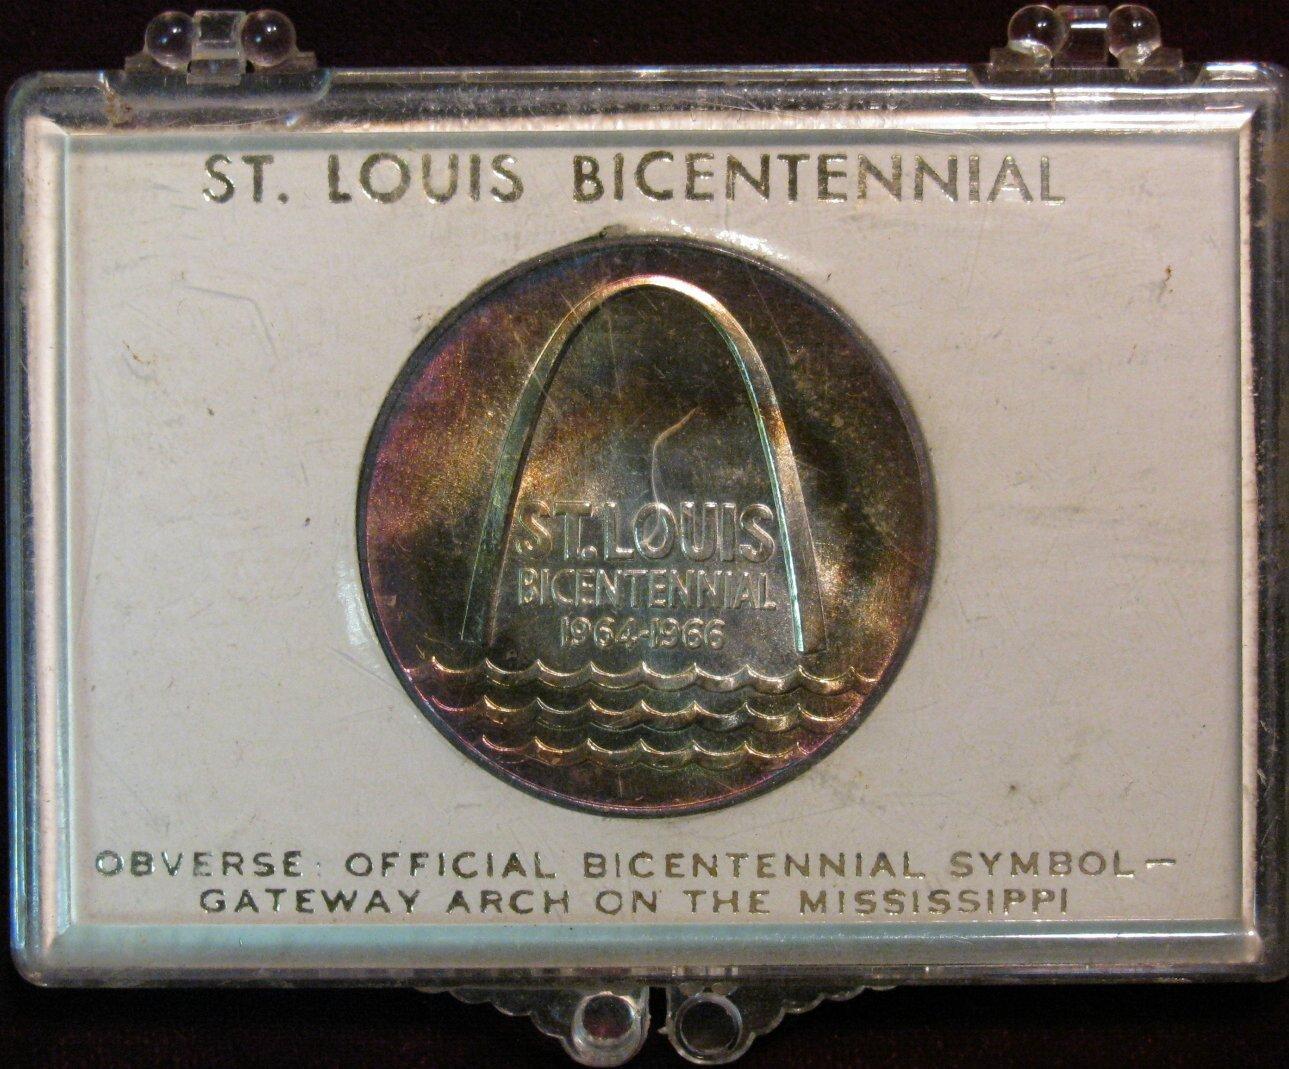 ST. LOUIS BICENTENNIAL
ST. LOUIS
BICENTENNIAL
1964-1966
OBVERSE: OFFICIAL BICENTENNIAL SYMBOL—
GATEWAY ARCH ON THE MISSISSIPPI